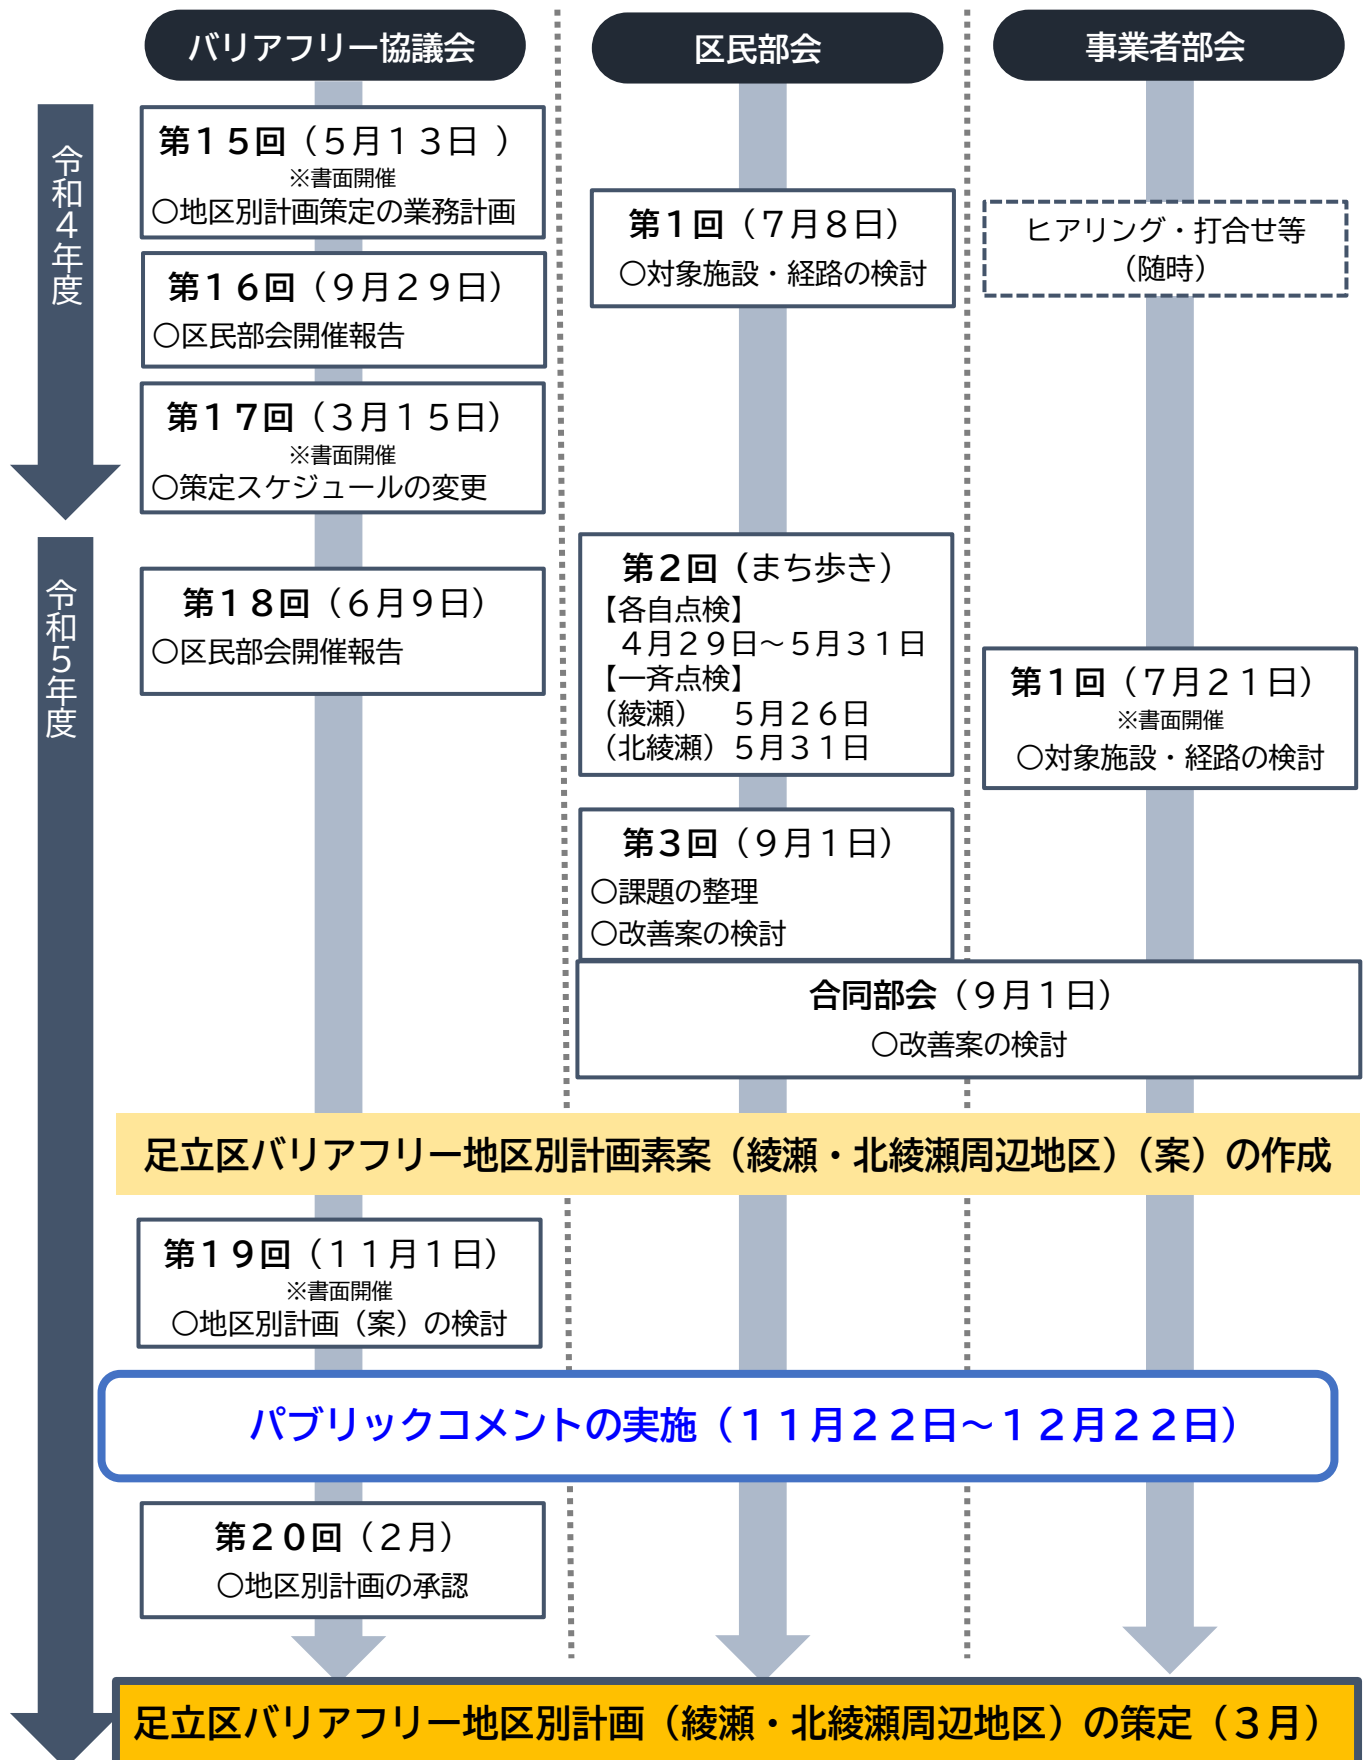 バリアフリー協議会
区民部会
事業者部会
令和４年度
第１５回（５月１３日 ）
※書面開催
○地区別計画策定の業務計画
第１回（７月８日）
○対象施設・経路の検討
ヒアリング・打合せ等
（随時）
第１６回（９月２９日）
○区民部会開催報告
第１７回（３月１５日）
※書面開催
○策定スケジュールの変更
令和５年度
第１８回（６月９日）
○区民部会開催報告
第２回（まち歩き）
【各自点検】
４月２９日～５月３１日
【一斉点検】
（綾瀬）　５月２６日
（北綾瀬）５月３１日
第１回（７月２１日）
※書面開催
○対象施設・経路の検討
第３回（９月１日）
○課題の整理
○改善案の検討
合同部会（９月１日）
○改善案の検討
足立区バリアフリー地区別計画素案（綾瀬・北綾瀬周辺地区）（案）の作成
第１９回（１１月１日）
※書面開催
○地区別計画（案）の検討
パブリックコメントの実施（１１月２２日～１２月２２日）
第２０回（２月）
○地区別計画の承認
足立区バリアフリー地区別計画（綾瀬・北綾瀬周辺地区）の策定（３月）